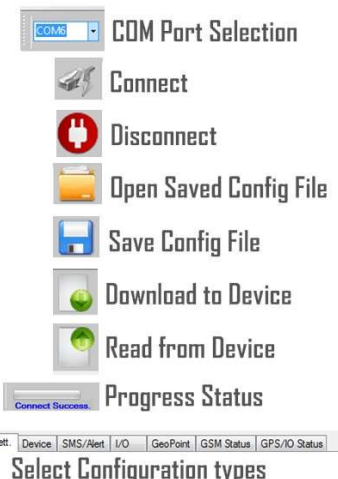 COM6 COM Port Selection
Connect
Disconnect
Open Saved Config File
Save Config File
Download to Device
Read from Device
Connect Success. Progress Status
ett. Device SMS/Alert I/O GeoPoint GSM Status GPS/IO Status
Select Configuration types